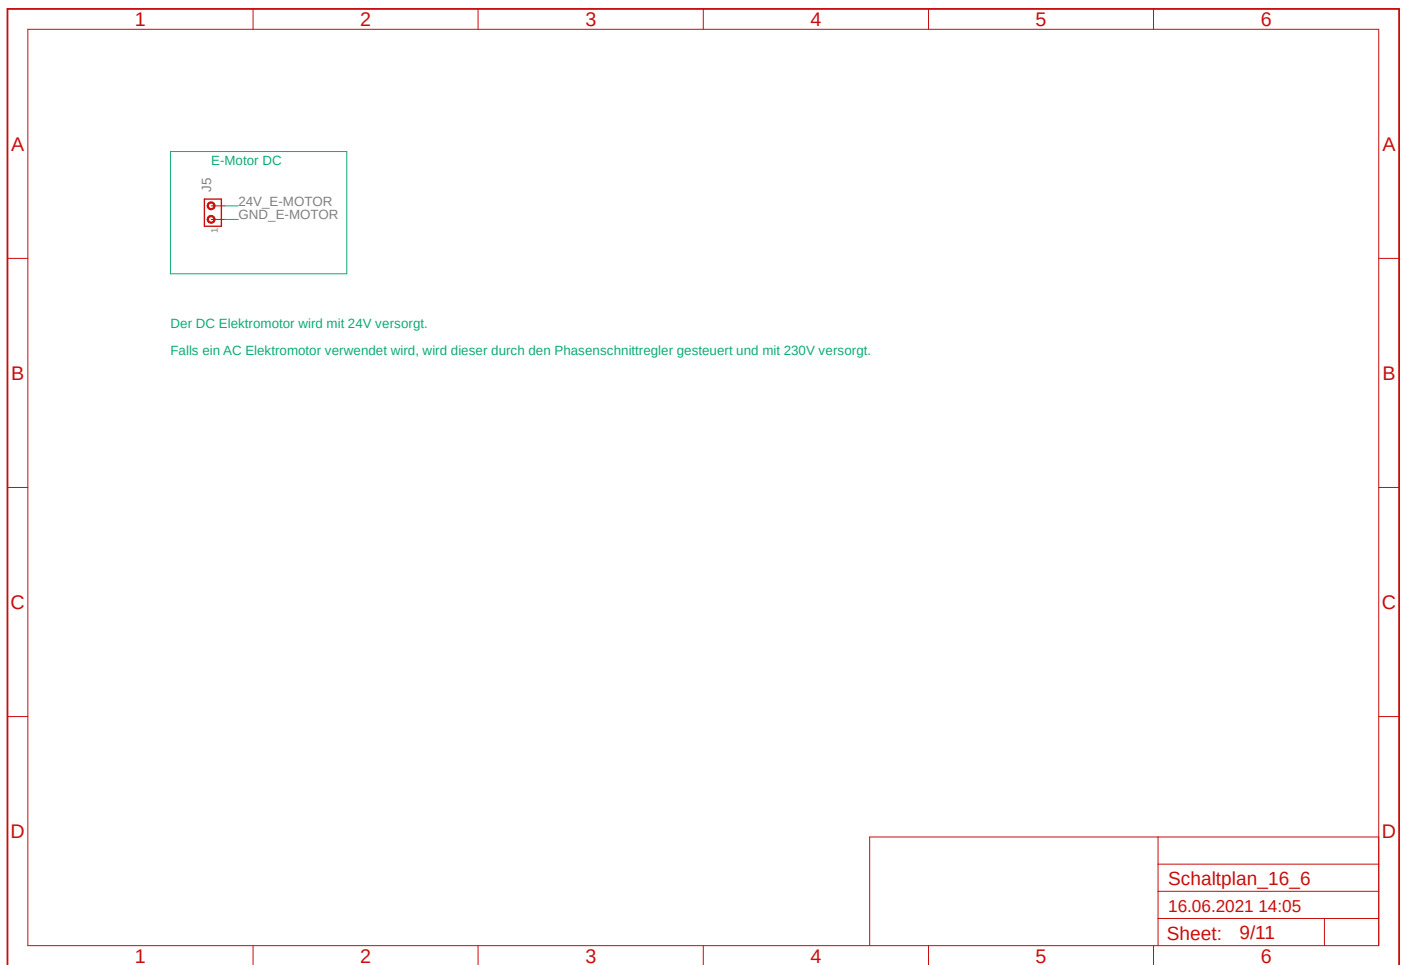 1 2 3 4 5 6
A A
E-Motor DC
J5
24V_E-MOTOR
GND_E-MOTOR
1
Der DC Elektromotor wird mit 24V versorgt.
Falls ein AC Elektromotor verwendet wird, wird dieser durch den Phasenschnittregler gesteuert und mit 230V versorgt.
B B
C C
D D
Schaltplan_16_6
16.06.2021 14:05
Sheet: 9/11
1 2 3 4 5 6